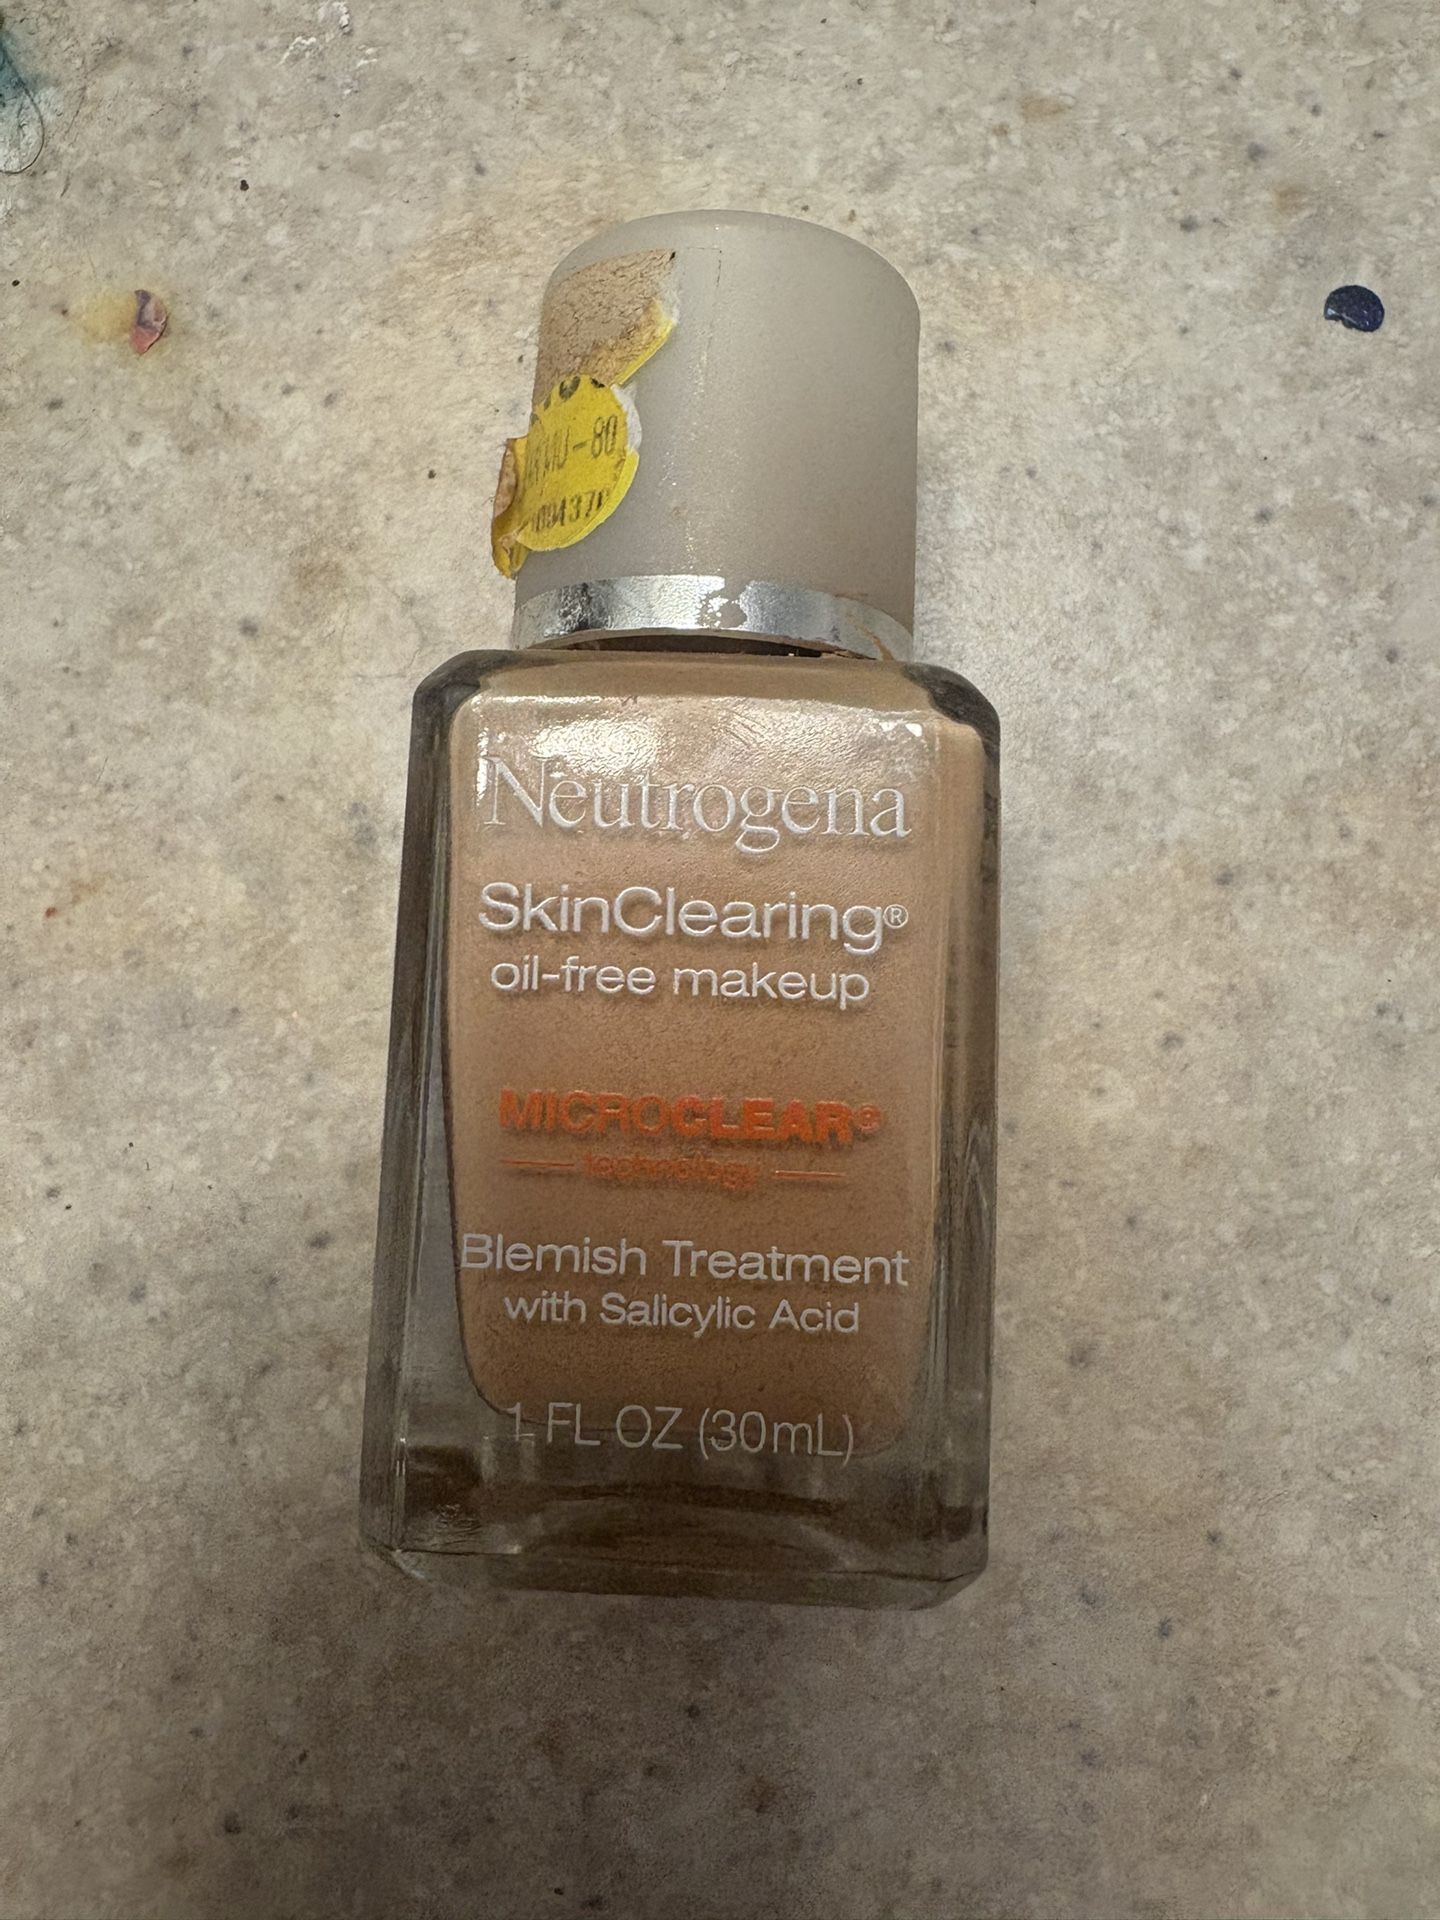 Neutrogena
SkinClearing®
oil-free makeup
MICROCLEAR®
technology
Blemish Treatment
with Salicylic Acid
1 FL OZ (30mL)